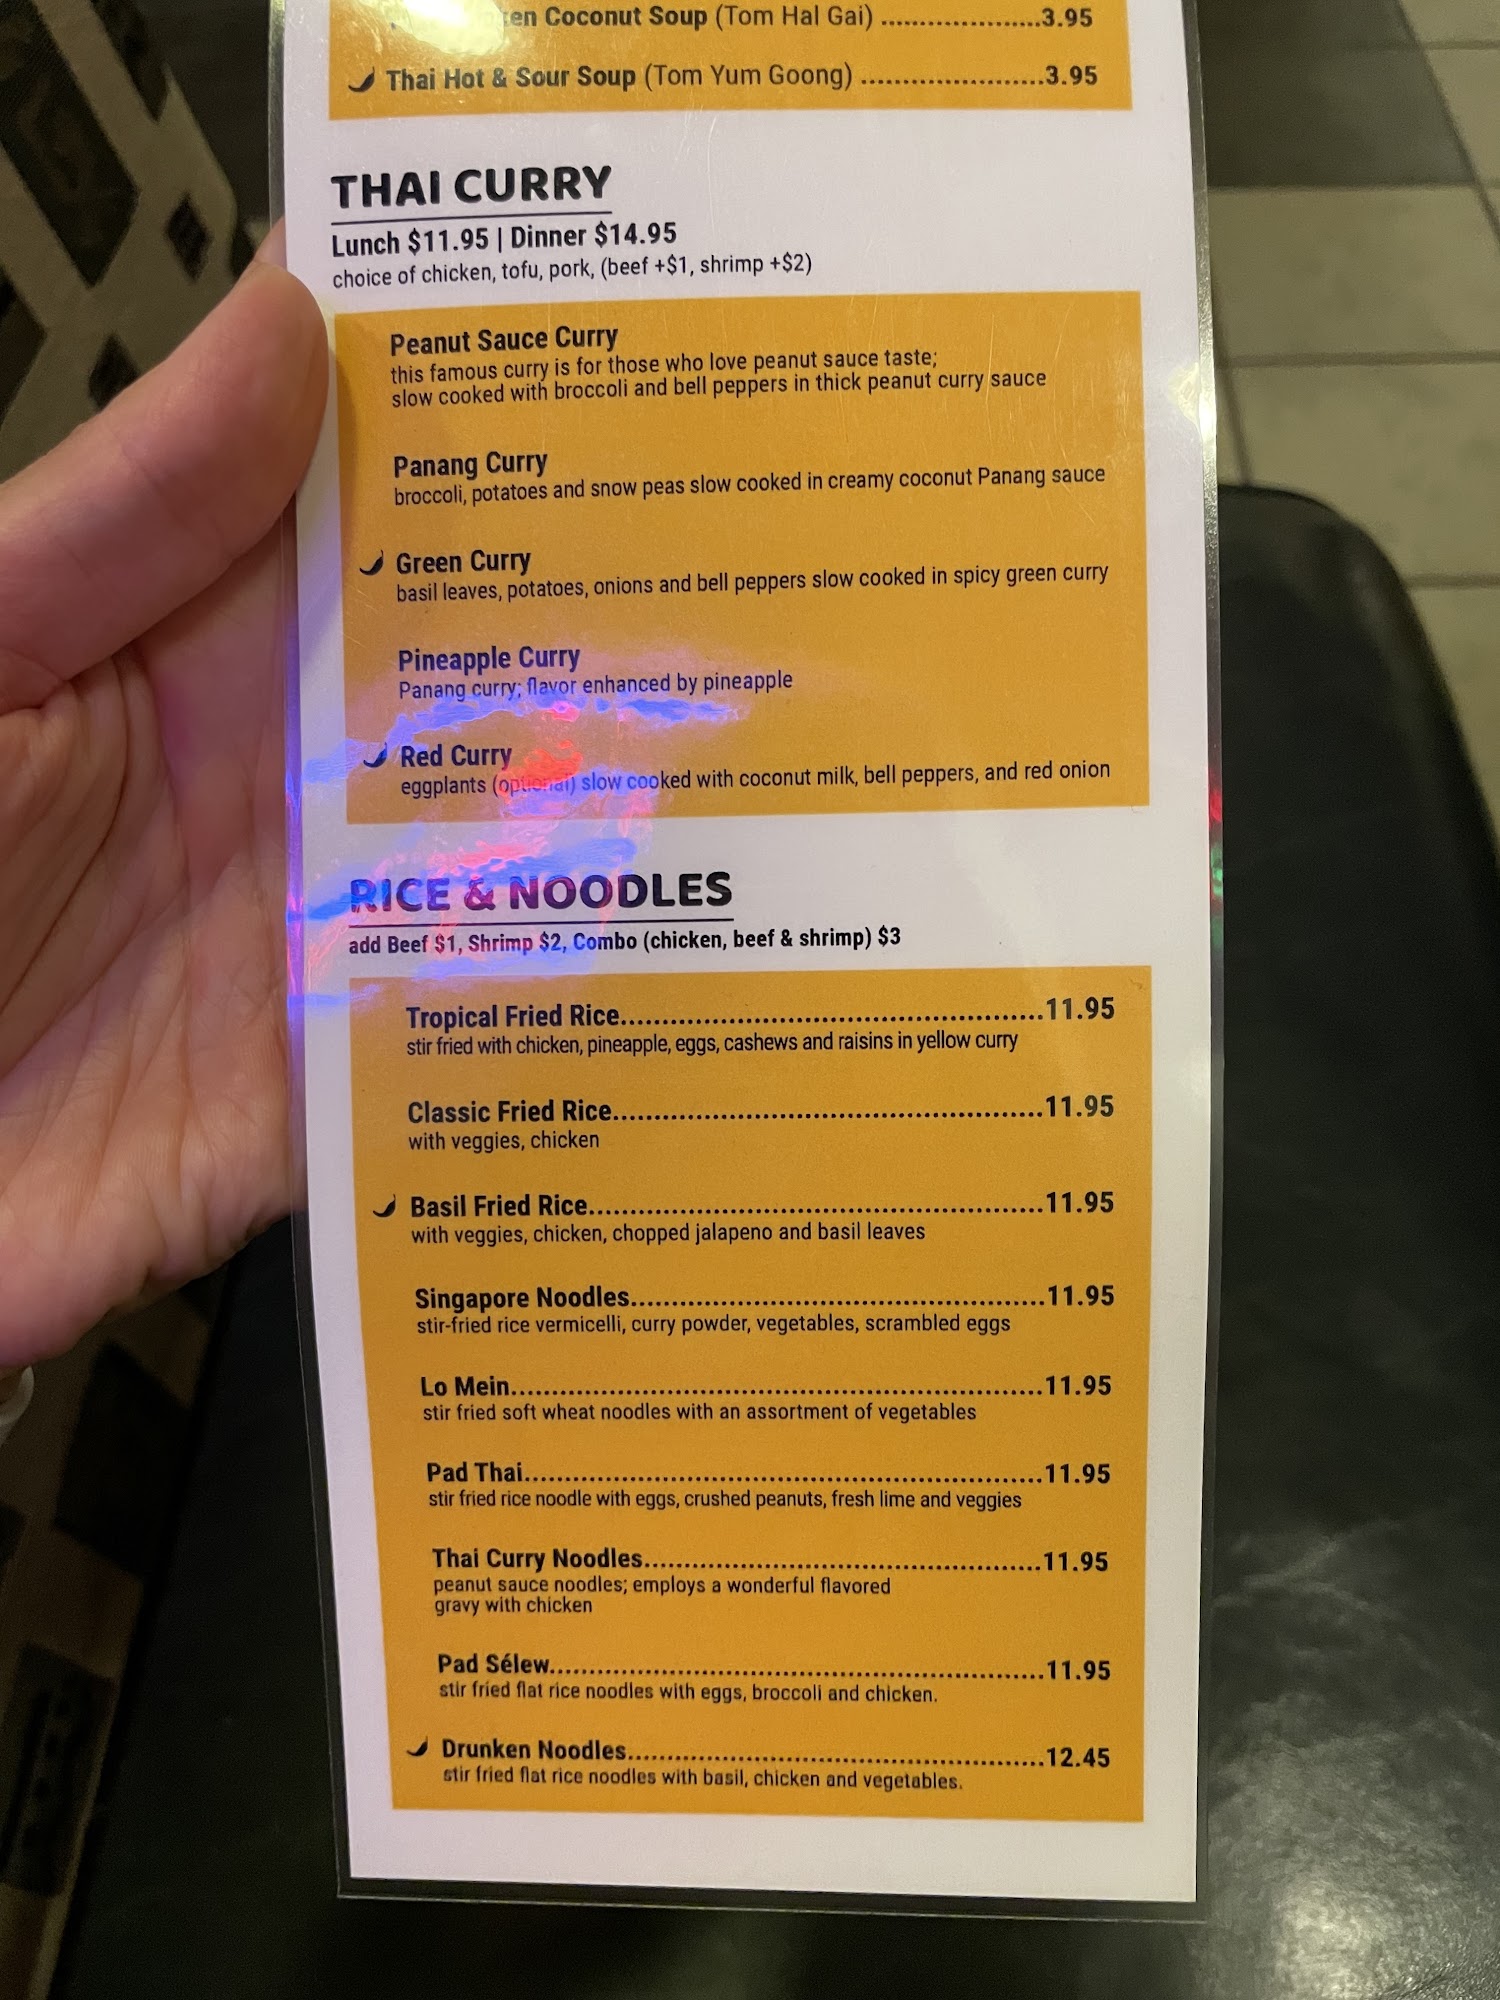 Coconut Soup (Tom Hal Gai) ......................3.95
Thai Hot & Sour Soup (Tom Yum Goong) .......................3.95
THAI CURRY
Lunch $11.95 | Dinner $14.95
choice of chicken, tofu, pork, (beef +$1, shrimp +$2)
Peanut Sauce Curry
this famous curry is for those who love peanut sauce taste;
slow cooked with broccoli and bell peppers in thick peanut curry sauce
Panang Curry
broccoli, potatoes and snow peas slow cooked in creamy coconut Panang sauce
Green Curry
basil leaves, potatoes, onions and bell peppers slow cooked in spicy green curry
Pineapple Curry
Panang curry; flavor enhanced by pineapple
Red Curry
eggplants (optional) slow cooked with coconut milk, bell peppers, and red onion
RICE & NOODLES
add Beef $1, Shrimp $2, Combo (chicken, beef & shrimp) $3
Tropical Fried Rice....................................................11.95
stir fried with chicken, pineapple, eggs, cashews and raisins in yellow curry
Classic Fried Rice.....................................................11.95
with veggies, chicken
Basil Fried Rice........................................................11.95
with veggies, chicken, chopped jalapeno and basil leaves
Singapore Noodles...................................................11.95
stir-fried rice vermicelli, curry powder, vegetables, scrambled eggs
Lo Mein..................................................................11.95
stir fried soft wheat noodles with an assortment of vegetables
Pad Thai.................................................................11.95
stir fried rice noodle with eggs, crushed peanuts, fresh lime and veggies
Thai Curry Noodles..................................................11.95
peanut sauce noodles; employs a wonderful flavored
gravy with chicken
Pad Sélew..............................................................11.95
stir fried flat rice noodles with eggs, broccoli and chicken.
Drunken Noodles.....................................................12.45
stir fried flat rice noodles with basil, chicken and vegetables.